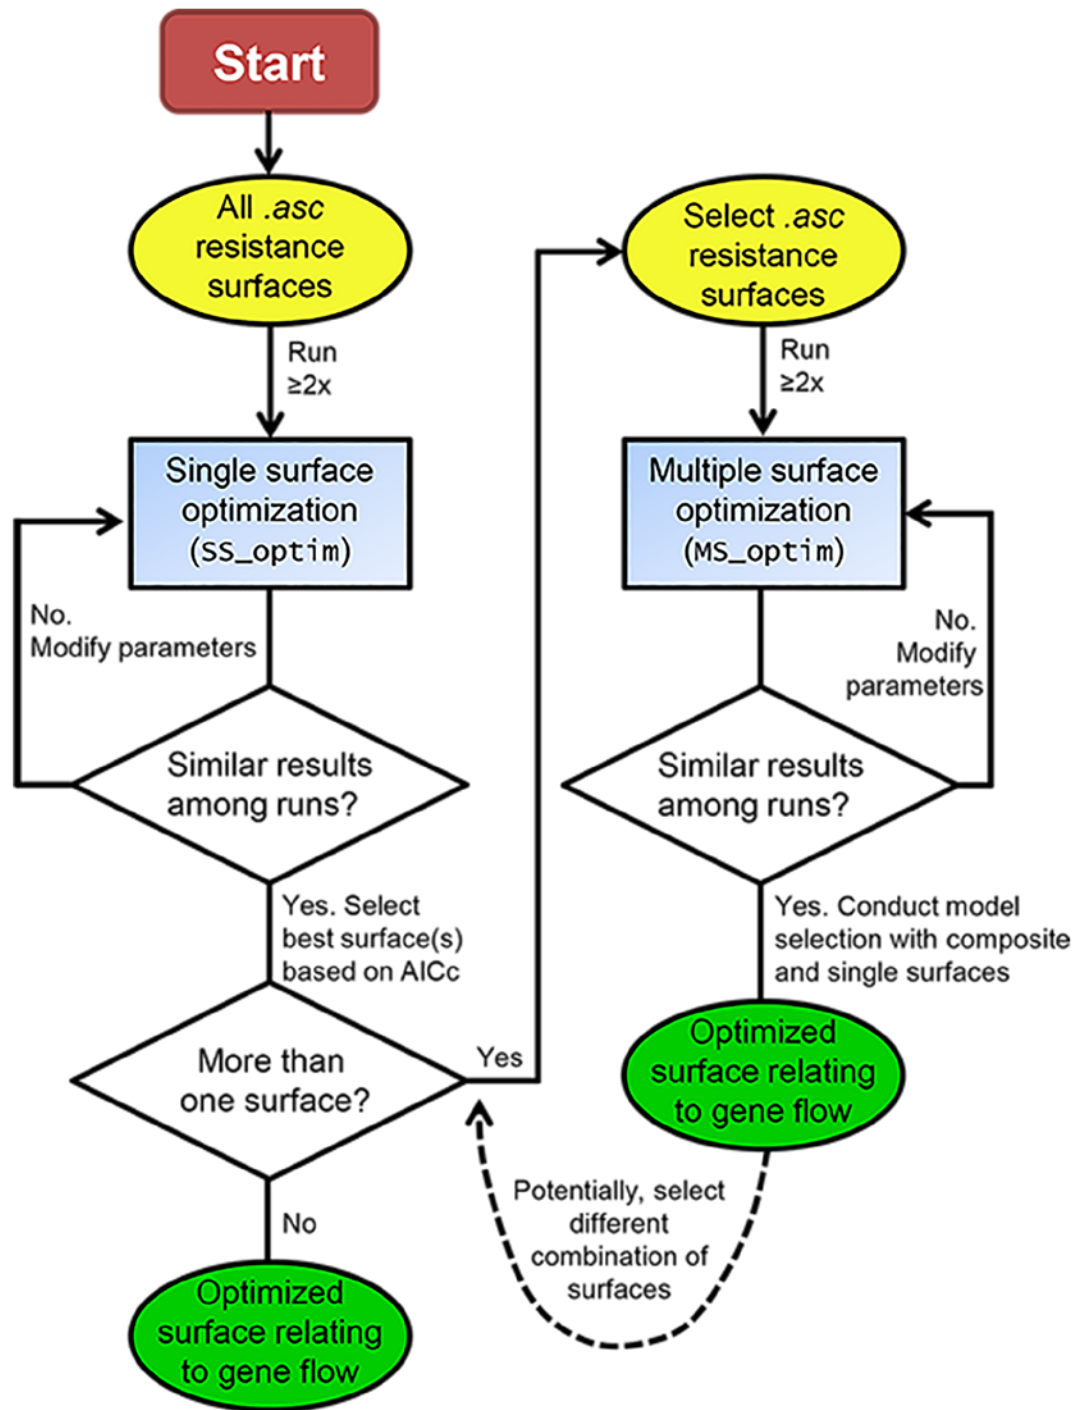 Start
All .asc
resistance
surfaces
Run
≥2x
Single surface
optimization
(SS_optim)
No.
Modify parameters
Similar results
among runs?
Yes. Select
best surface(s)
based on AICc
More than
one surface?
Yes
No
Optimized
surface relating
to gene flow
Select .asc
resistance
surfaces
Run
≥2x
Multiple surface
optimization
(MS_optim)
No.
Modify
parameters
Similar results
among runs?
Yes. Conduct model
selection with composite
and single surfaces
Optimized
surface relating
to gene flow
Potentially, select
different
combination of
surfaces